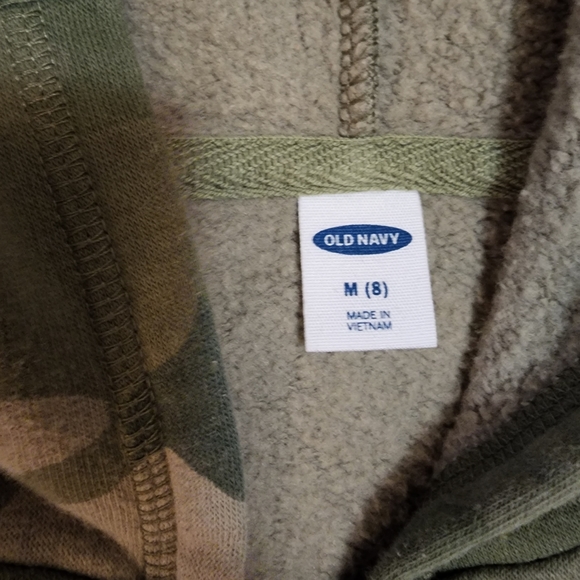 OLD NAVY
M (8)
MADE IN
VIETNAM